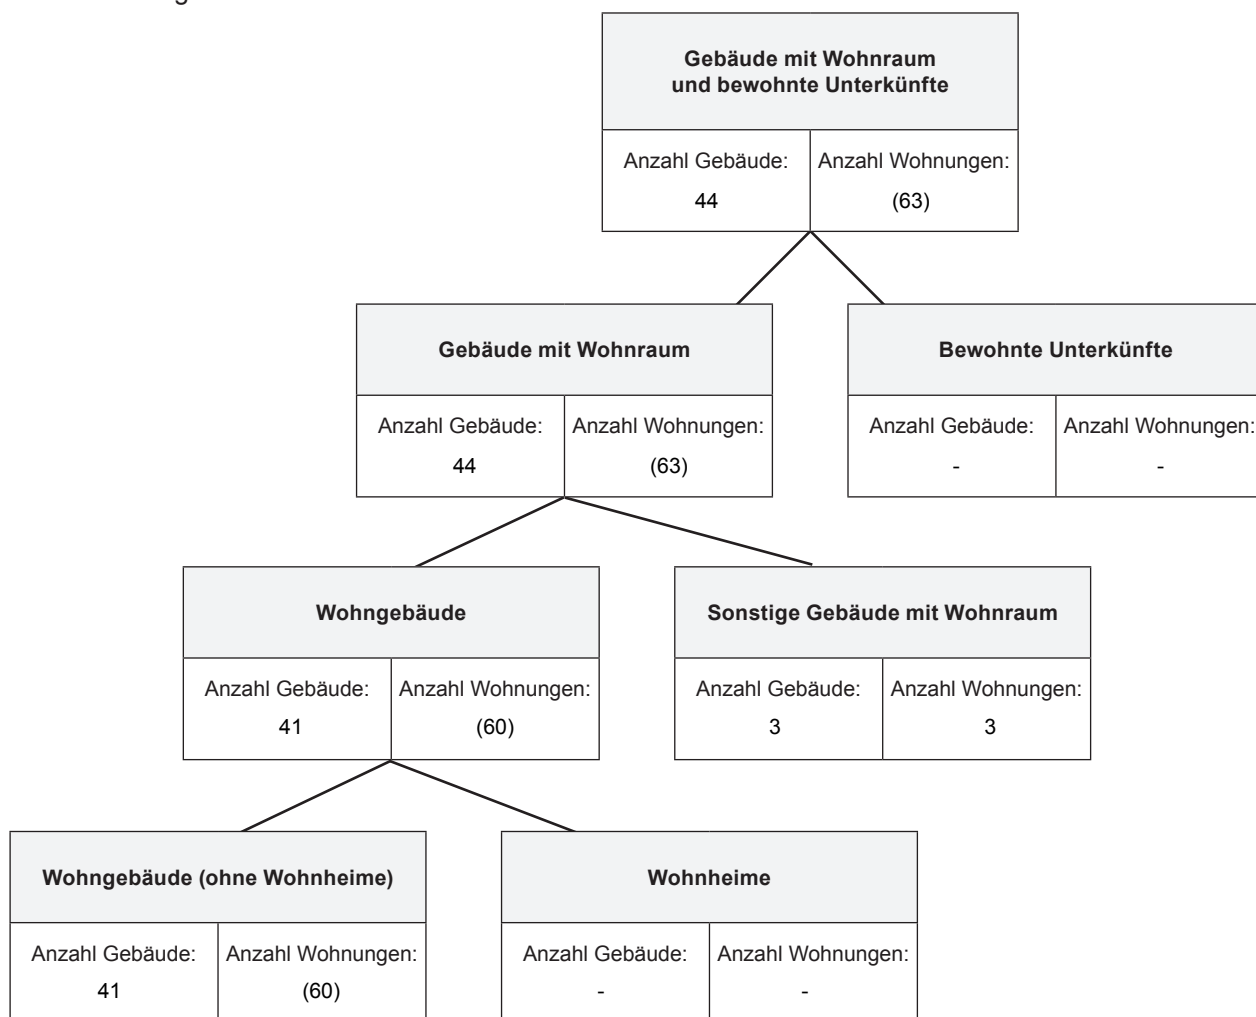 Gebäude mit Wohnraum
und bewohnte Unterkünfte
Anzahl Gebäude: Anzahl Wohnungen:
44 (63)
Gebäude mit Wohnraum
Bewohnte Unterkünfte
Anzahl Gebäude: Anzahl Wohnungen:
44 (63)
Anzahl Gebäude: Anzahl Wohnungen:
- -
Wohngebäude
Sonstige Gebäude mit Wohnraum
Anzahl Gebäude: Anzahl Wohnungen:
41 (60)
Anzahl Gebäude: Anzahl Wohnungen:
3 3
Wohngebäude (ohne Wohnheime)
Wohnheime
Anzahl Gebäude: Anzahl Wohnungen:
41 (60)
Anzahl Gebäude: Anzahl Wohnungen:
- -